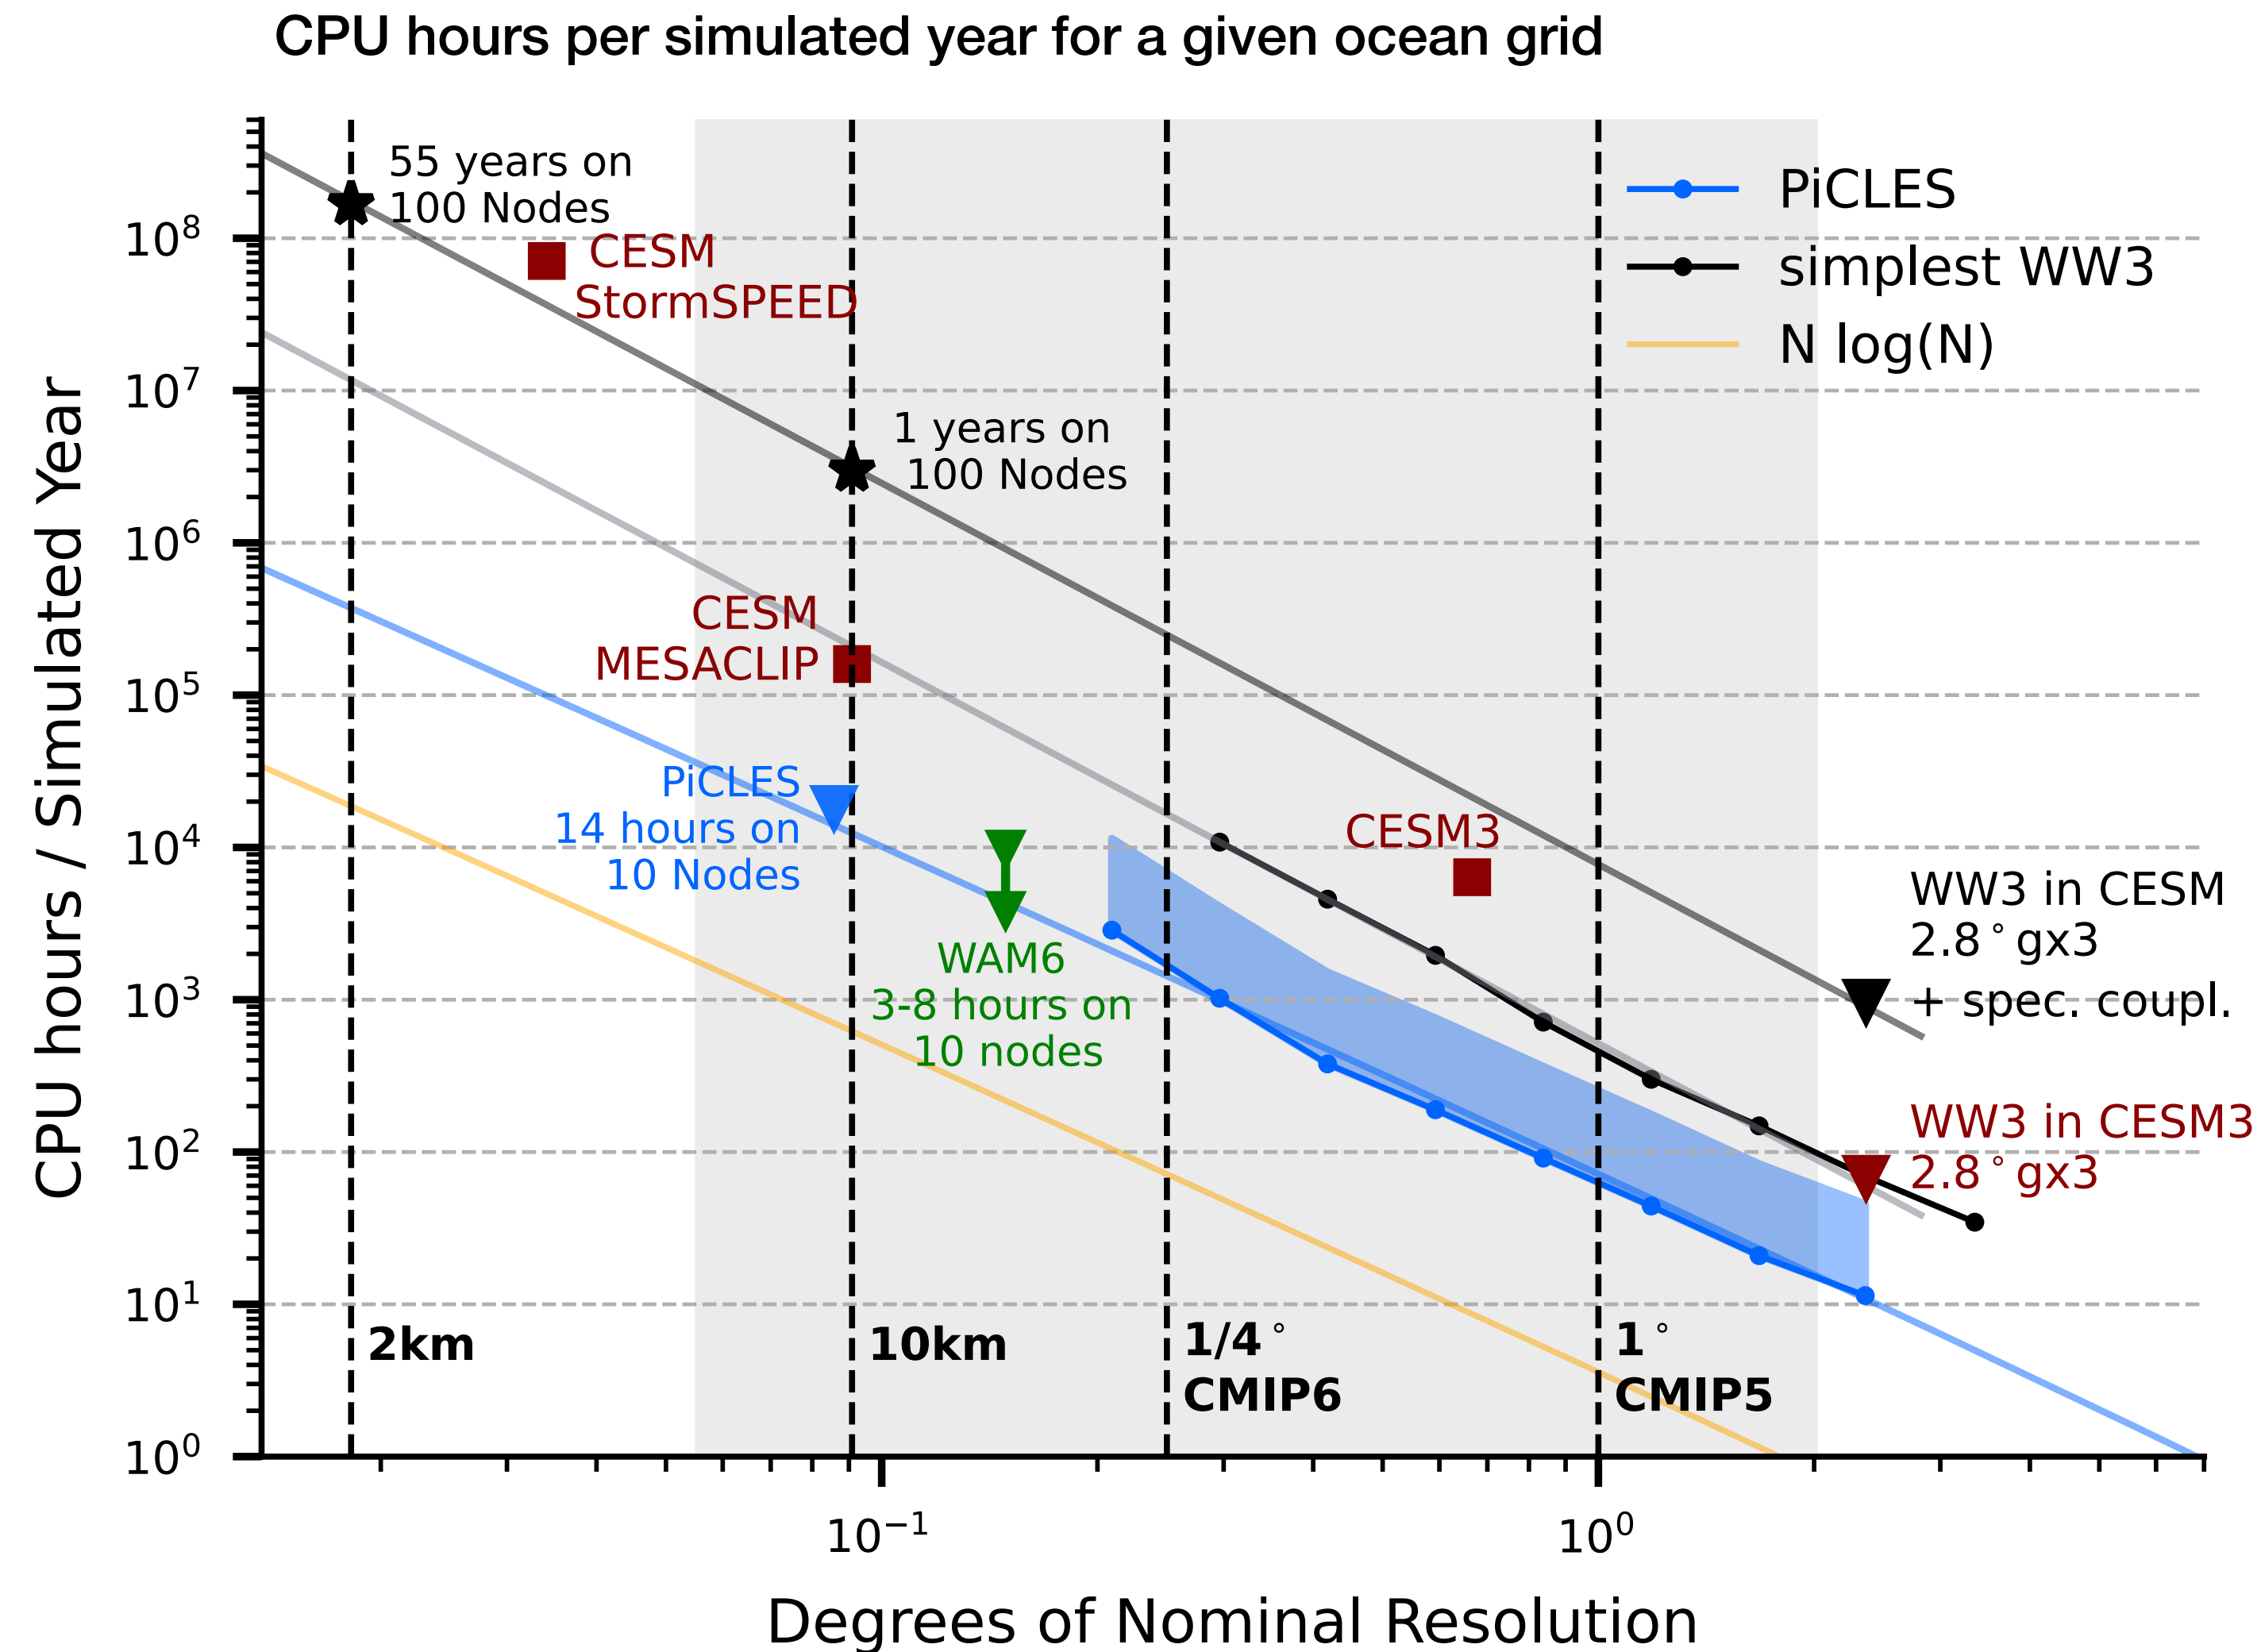 CPU hours per simulated year for a given ocean grid
CPU hours / Simulated Year
10⁸
10⁷
10⁶
10⁵
10⁴
10³
10²
10¹
10⁰
55 years on
100 Nodes
CESM
StormSPEED
PiCLES
simplest WW3
N log(N)
1 years on
100 Nodes
CESM
MESACLIP
PiCLES
14 hours on
10 Nodes
WAM6
3-8 hours on
10 nodes
CESM3
WW3 in CESM
2.8°gx3
+ spec. coupl.
WW3 in CESM3
2.8°gx3
2km
10km
1/4°
CMIP6
1°
CMIP5
10⁻¹
10⁰
Degrees of Nominal Resolution